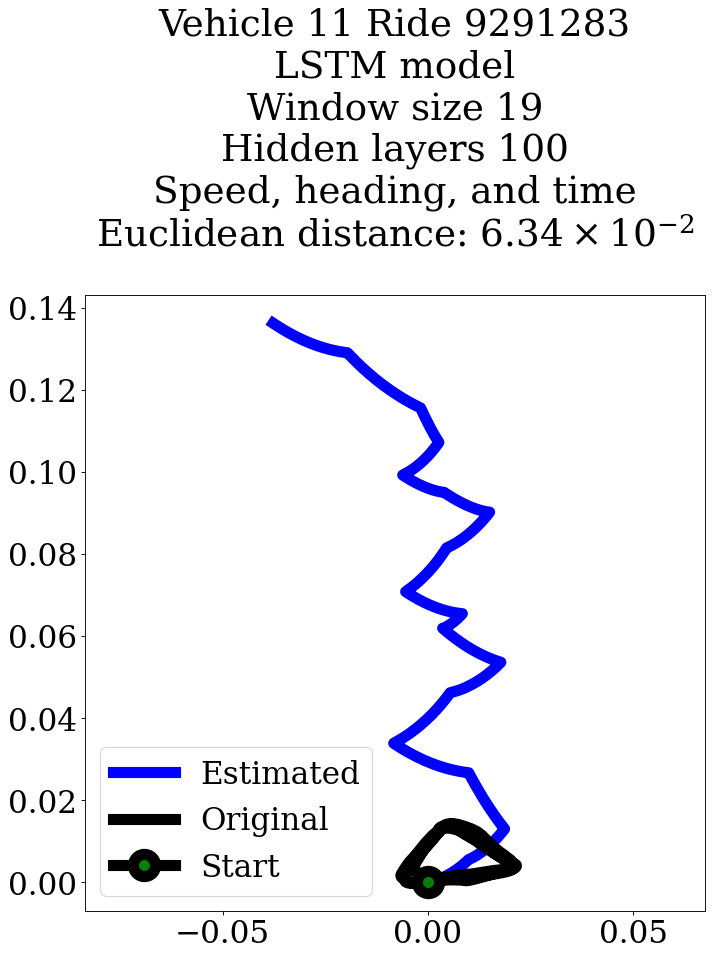 Vehicle 11 Ride 9291283
LSTM model
Window size 19
Hidden layers 100
Speed, heading, and time
Euclidean distance: 6.34 × 10⁻²
0.14
0.12
0.10
0.08
0.06
0.04
0.02
0.00
Estimated
Original
Start
−0.05 0.00 0.05